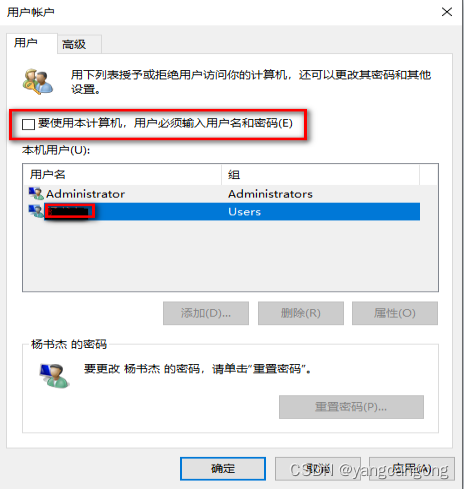 用户帐户
用户
高级
用下列表授予或拒绝用户访问你的计算机，还可以更改其密码和其他
设置。
要使用本计算机，用户必须输入用户名和密码(E)
本机用户(U):
用户名 组
Administrator Administrators
Users
添加(D)... 删除(R) 属性(O)
杨书杰 的密码
要更改 杨书杰 的密码，请单击"重置密码"。
重置密码(P)...
确定 取消 应用(A)
CSDN @yangdangong